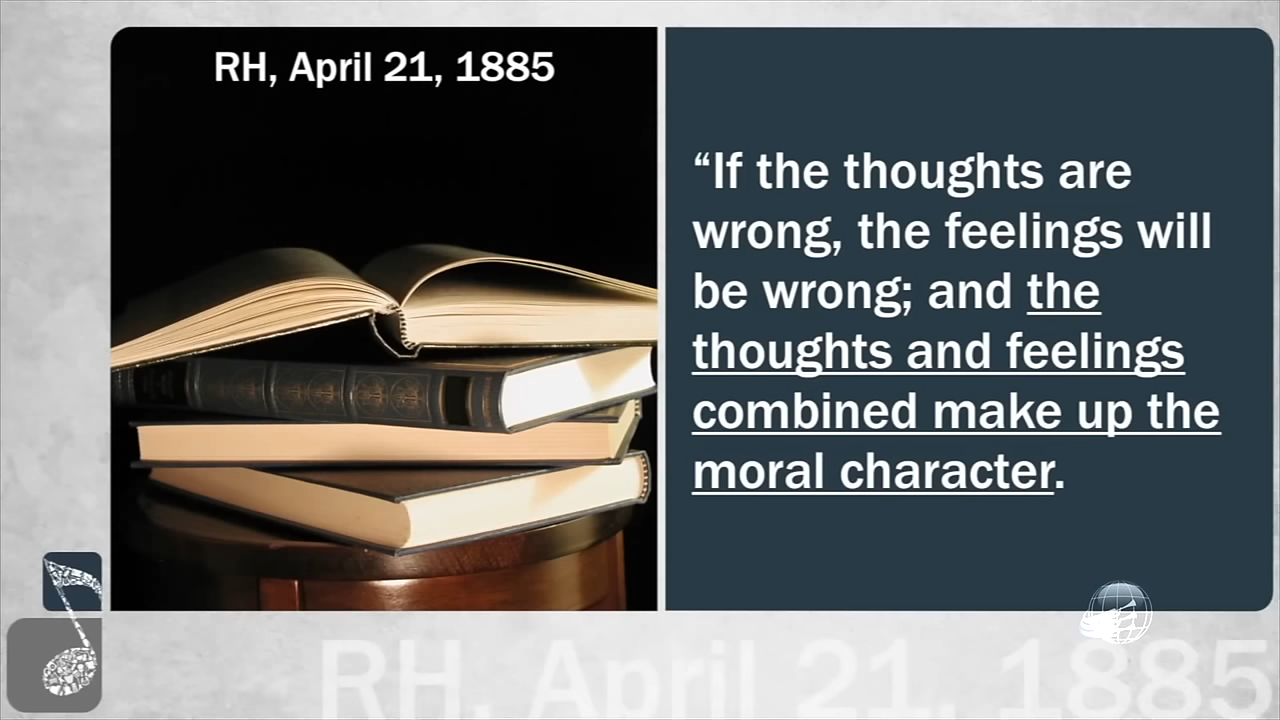 RH, April 21, 1885
“If the thoughts are
wrong, the feelings will
be wrong; and the
thoughts and feelings
combined make up the
moral character.
RH, April 21, 1885